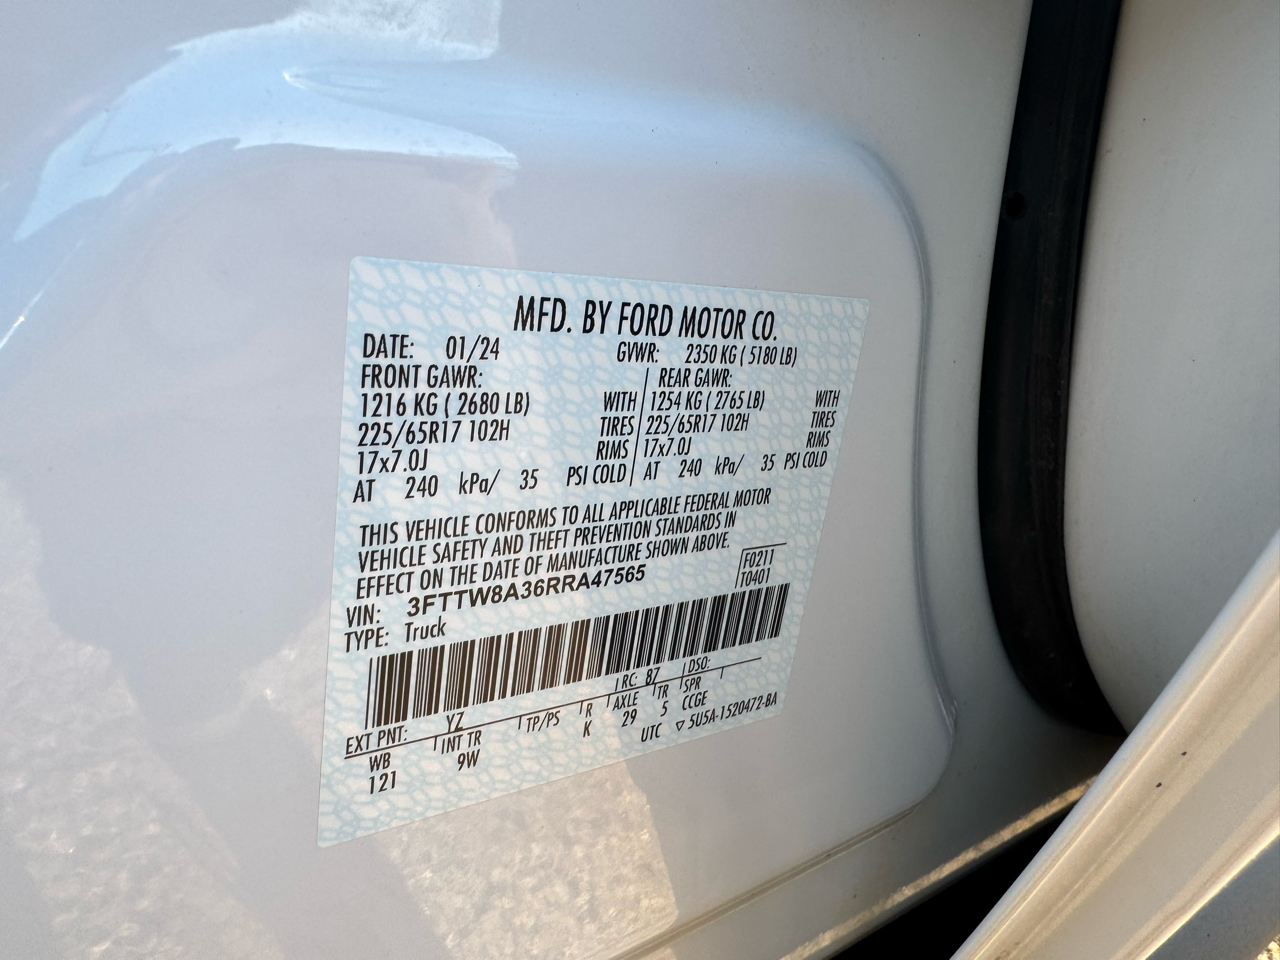 MFD. BY FORD MOTOR CO.
DATE: 01/24 GVWR: 2350 KG ( 5180 LB)
FRONT GAWR: REAR GAWR:
1216 KG ( 2680 LB) WITH 1254 KG ( 2765 LB) WITH
225/65R17 102H TIRES 225/65R17 102H TIRES
17x7.0J RIMS 17x7.0J RIMS
AT 240 kPa/ 35 PSI COLD AT 240 kPa/ 35 PSI COLD
THIS VEHICLE CONFORMS TO ALL APPLICABLE FEDERAL MOTOR
VEHICLE SAFETY AND THEFT PREVENTION STANDARDS IN
EFFECT ON THE DATE OF MANUFACTURE SHOWN ABOVE.
F0211
VIN: 3FTTW8A36RRA47565 T0401
TYPE: Truck
EXT PNT: YZ RC: 87 DSO:
WB INT TR TP/PS R AXLE TR SPR
121 9W K 29 5 CCGE
UTC ▽ 5U5A-1520472-BA